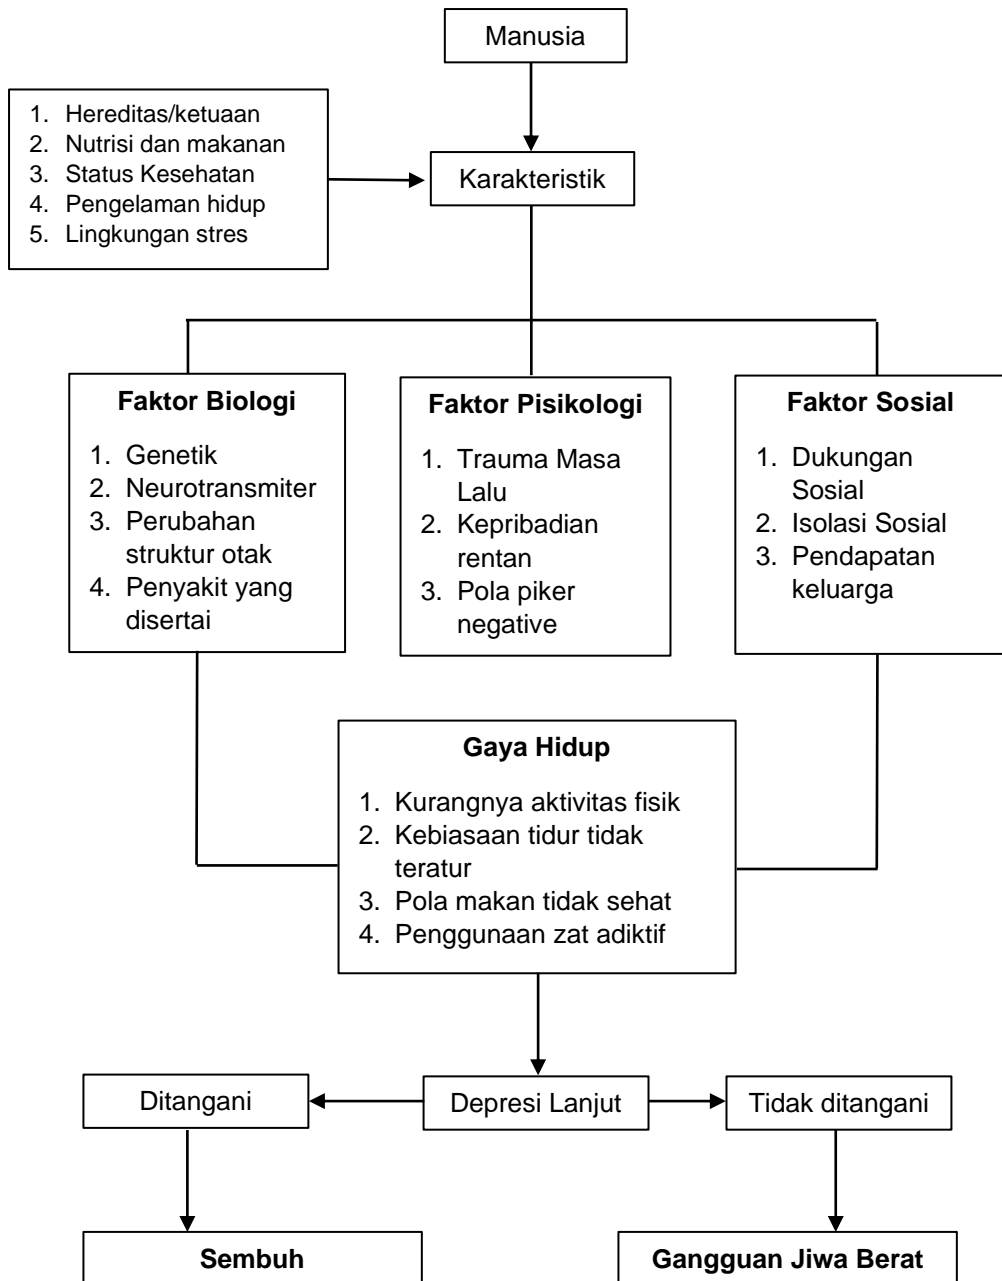 Manusia
1. Hereditas/ketuaan
2. Nutrisi dan makanan
3. Status Kesehatan
4. Pengelaman hidup
5. Lingkungan stres
Karakteristik
Faktor Biologi
1. Genetik
2. Neurotransmiter
3. Perubahan
struktur otak
4. Penyakit yang
disertai
Faktor Pisikologi
1. Trauma Masa
Lalu
2. Kepribadian
rentan
3. Pola piker
negative
Faktor Sosial
1. Dukungan
Sosial
2. Isolasi Sosial
3. Pendapatan
keluarga
Gaya Hidup
1. Kurangnya aktivitas fisik
2. Kebiasaan tidur tidak
teratur
3. Pola makan tidak sehat
4. Penggunaan zat adiktif
Ditangani
Depresi Lanjut
Tidak ditangani
Sembuh
Gangguan Jiwa Berat